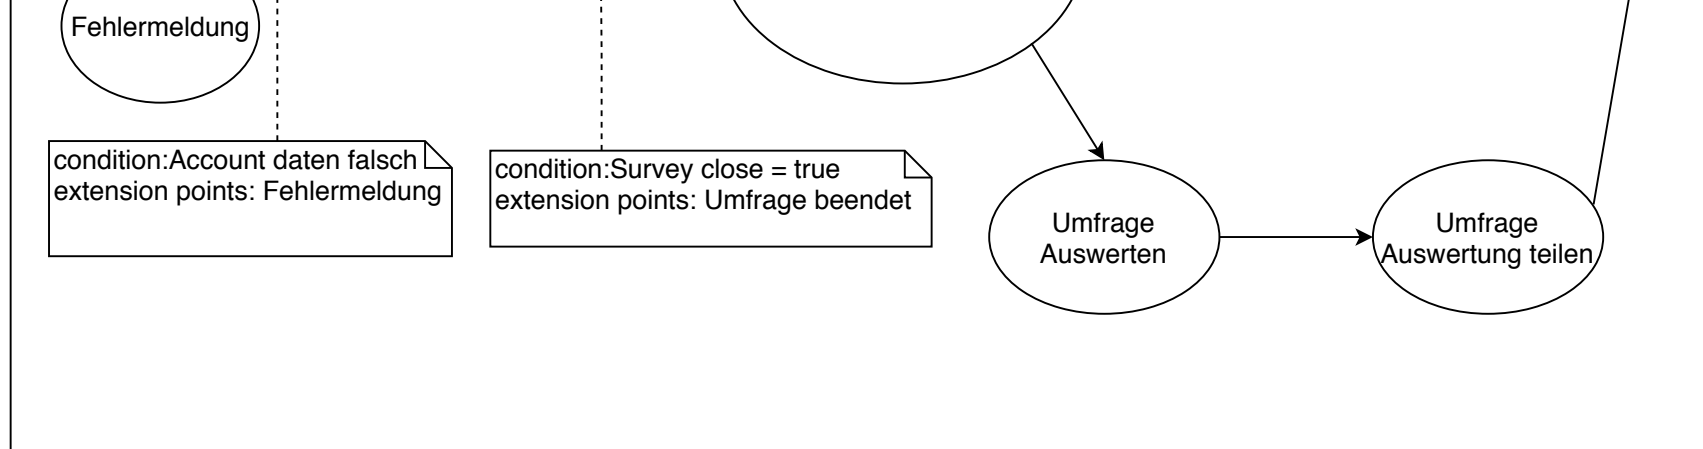 Fehlermeldung
condition:Account daten falsch
extension points: Fehlermeldung
condition:Survey close = true
extension points: Umfrage beendet
Umfrage
Auswerten
Umfrage
Auswertung teilen